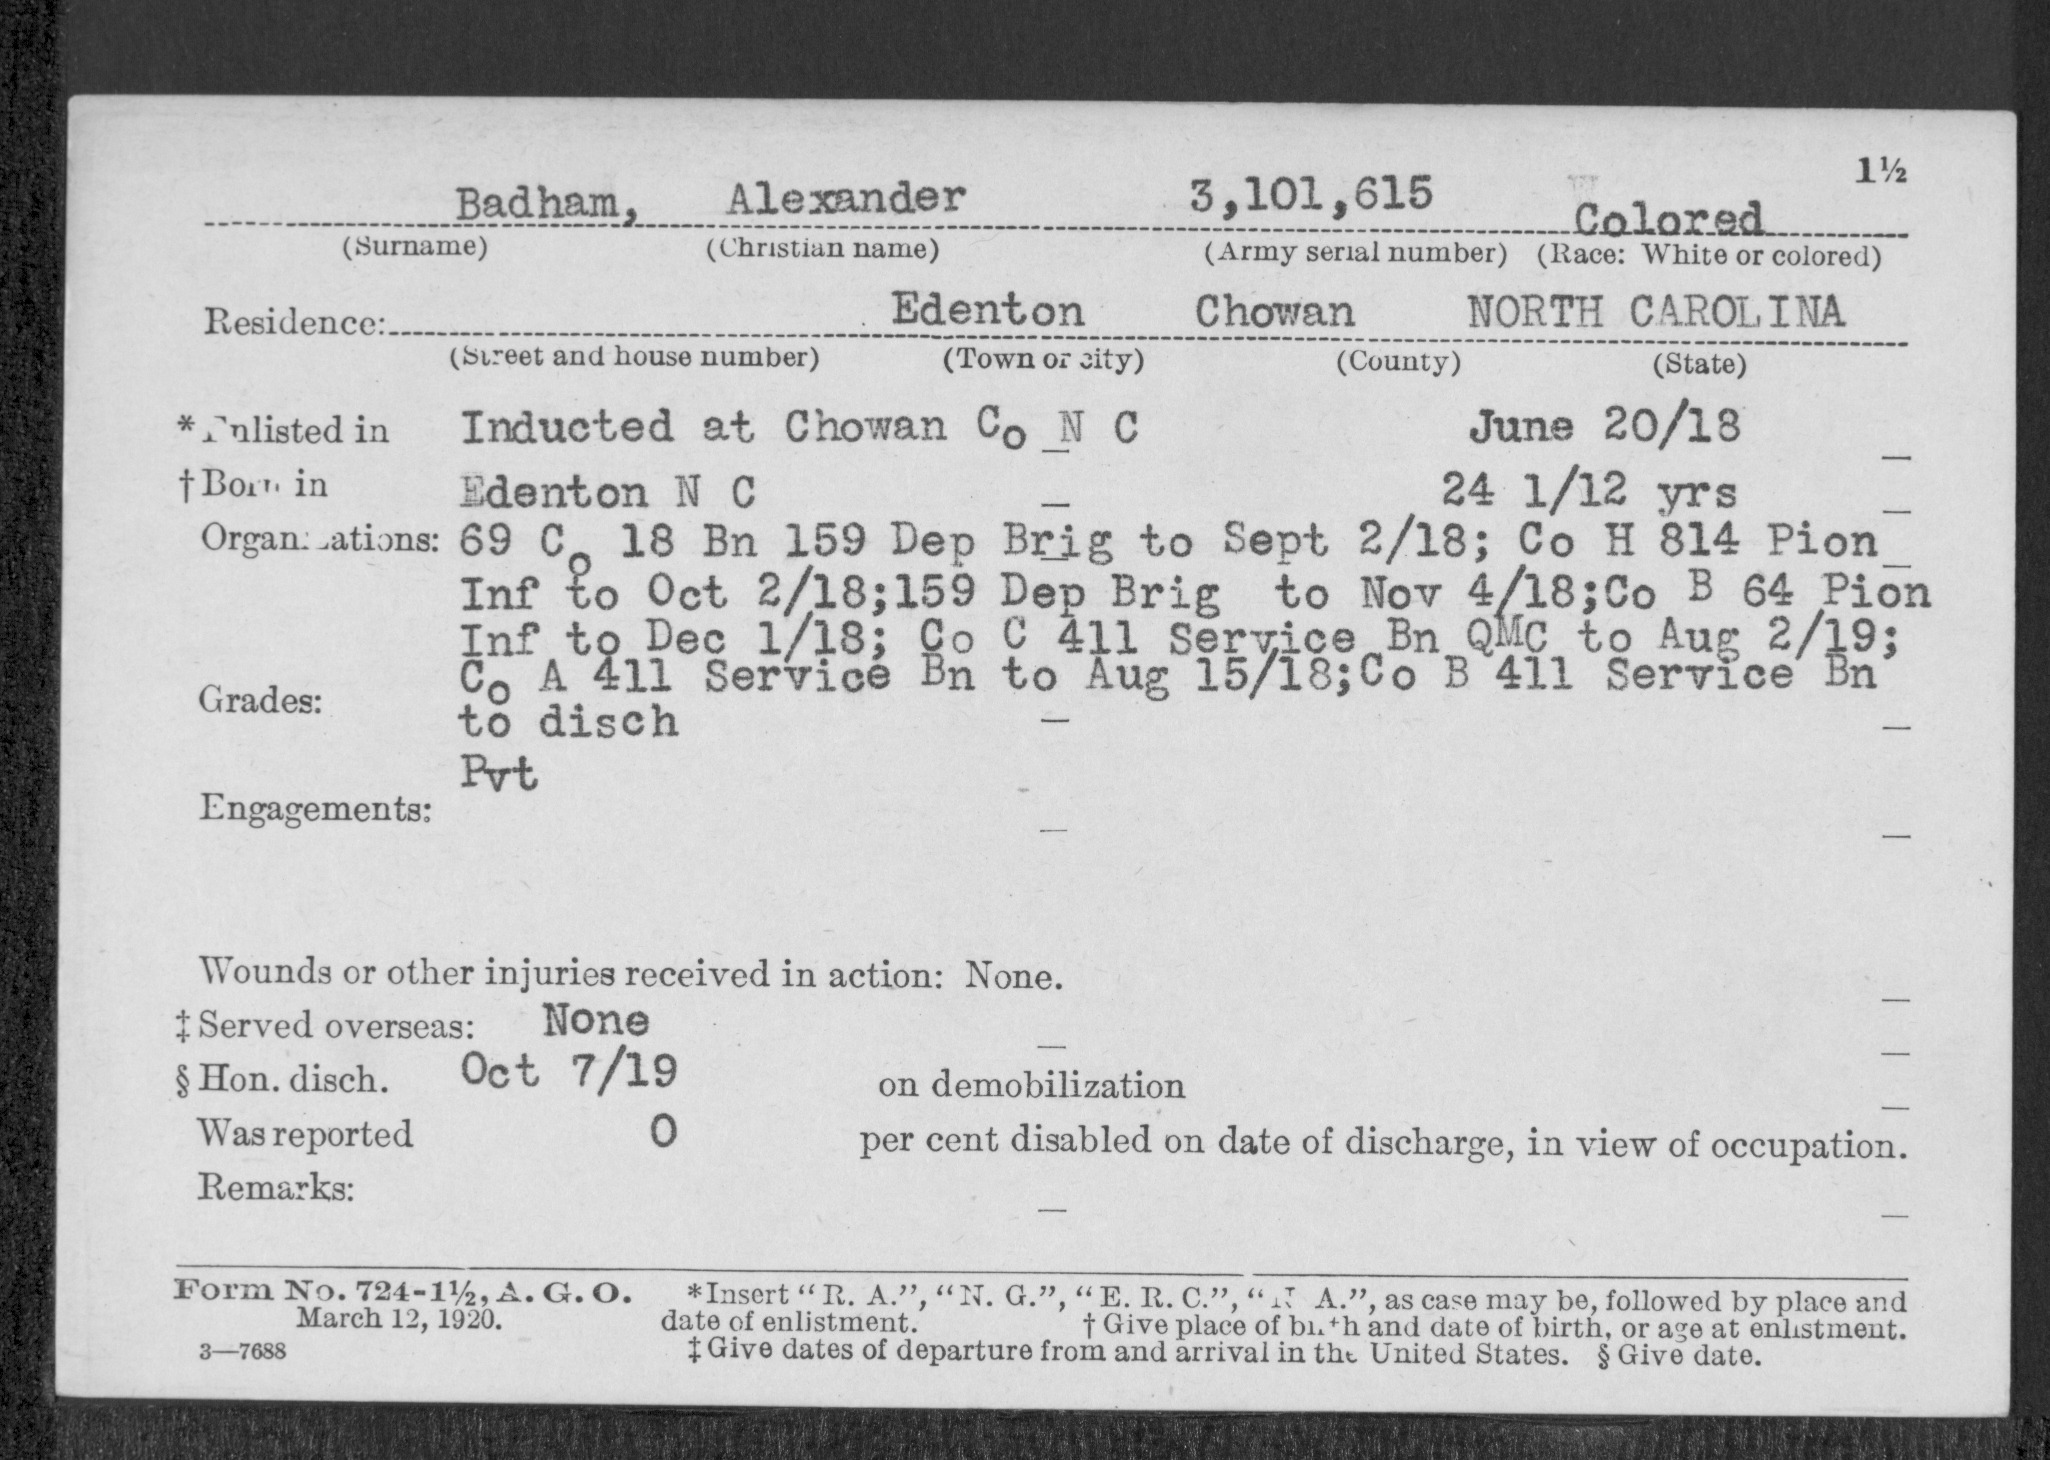 1½
Badham, Alexander 3,101,615 Colored
(Surname) (Christian name) (Army serial number) (Race: White or colored)
Residence: Edenton Chowan NORTH CAROLINA
(Street and house number) (Town or city) (County) (State)
* Enlisted in Inducted at Chowan Co N C June 20/18
† Born in Edenton N C 24 1/12 yrs
Organizations: 69 Co 18 Bn 159 Dep Brig to Sept 2/18; Co H 814 Pion
Inf to Oct 2/18;159 Dep Brig to Nov 4/18;Co B 64 Pion
Inf to Dec 1/18; Co C 411 Service Bn QMC to Aug 2/19;
Co A 411 Service Bn to Aug 15/18;Co B 411 Service Bn
Grades: to disch
Pvt
Engagements:
Wounds or other injuries received in action: None.
‡ Served overseas: None
§ Hon. disch. Oct 7/19 on demobilization
Was reported 0 per cent disabled on date of discharge, in view of occupation.
Remarks:
Form No. 724-1½, A. G. O. *Insert "R. A.", "N. G.", "E. R. C.", "N A.", as case may be, followed by place and
March 12, 1920. date of enlistment. † Give place of birth and date of birth, or age at enlistment.
3—7688 ‡ Give dates of departure from and arrival in the United States. § Give date.